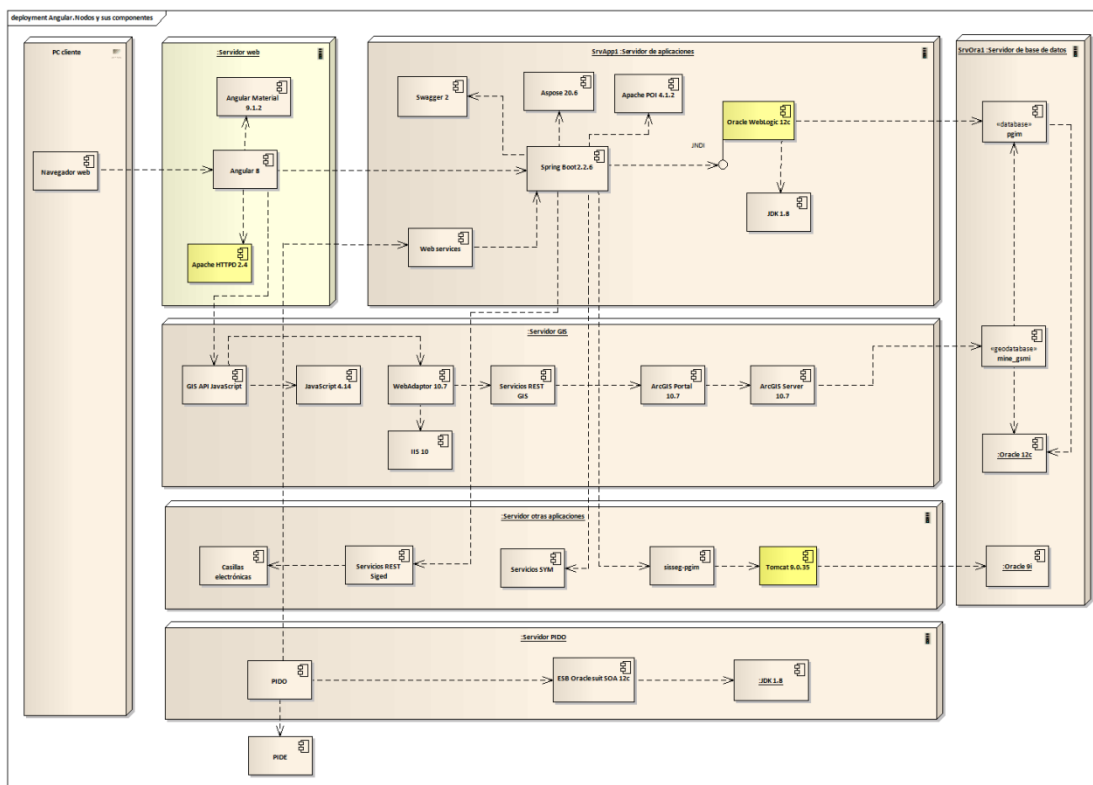 deployment Angular.Nodos y sus componentes
PC cliente
Navegador web
:Servidor web
Angular Material
9.1.2
Angular 8
Apache HTTPD 2.4
SrvApp1 :Servidor de aplicaciones
Swagger 2
Aspose 20.6
Apache POI 4.1.2
Oracle WebLogic 12c
JNDI
Spring Boot2.2.6
JDK 1.8
Web services
SrvOra1 :Servidor de base de datos
«database»
pgim
«geodatabase»
mine_gsmi
:Oracle 12c
:Oracle 9i
:Servidor GIS
GIS API JavaScript
JavaScript 4.14
WebAdaptor 10.7
Servicios REST
GIS
ArcGIS Portal
10.7
ArcGIS Server
10.7
IIS 10
:Servidor otras aplicaciones
Casillas
electrónicas
Servicios REST
Siged
Servicios SYM
sisseg-pgim
Tomcat 9.0.35
:Servidor PIDO
PIDO
ESB Oracle suit SOA 12c
:JDK 1.8
PIDE